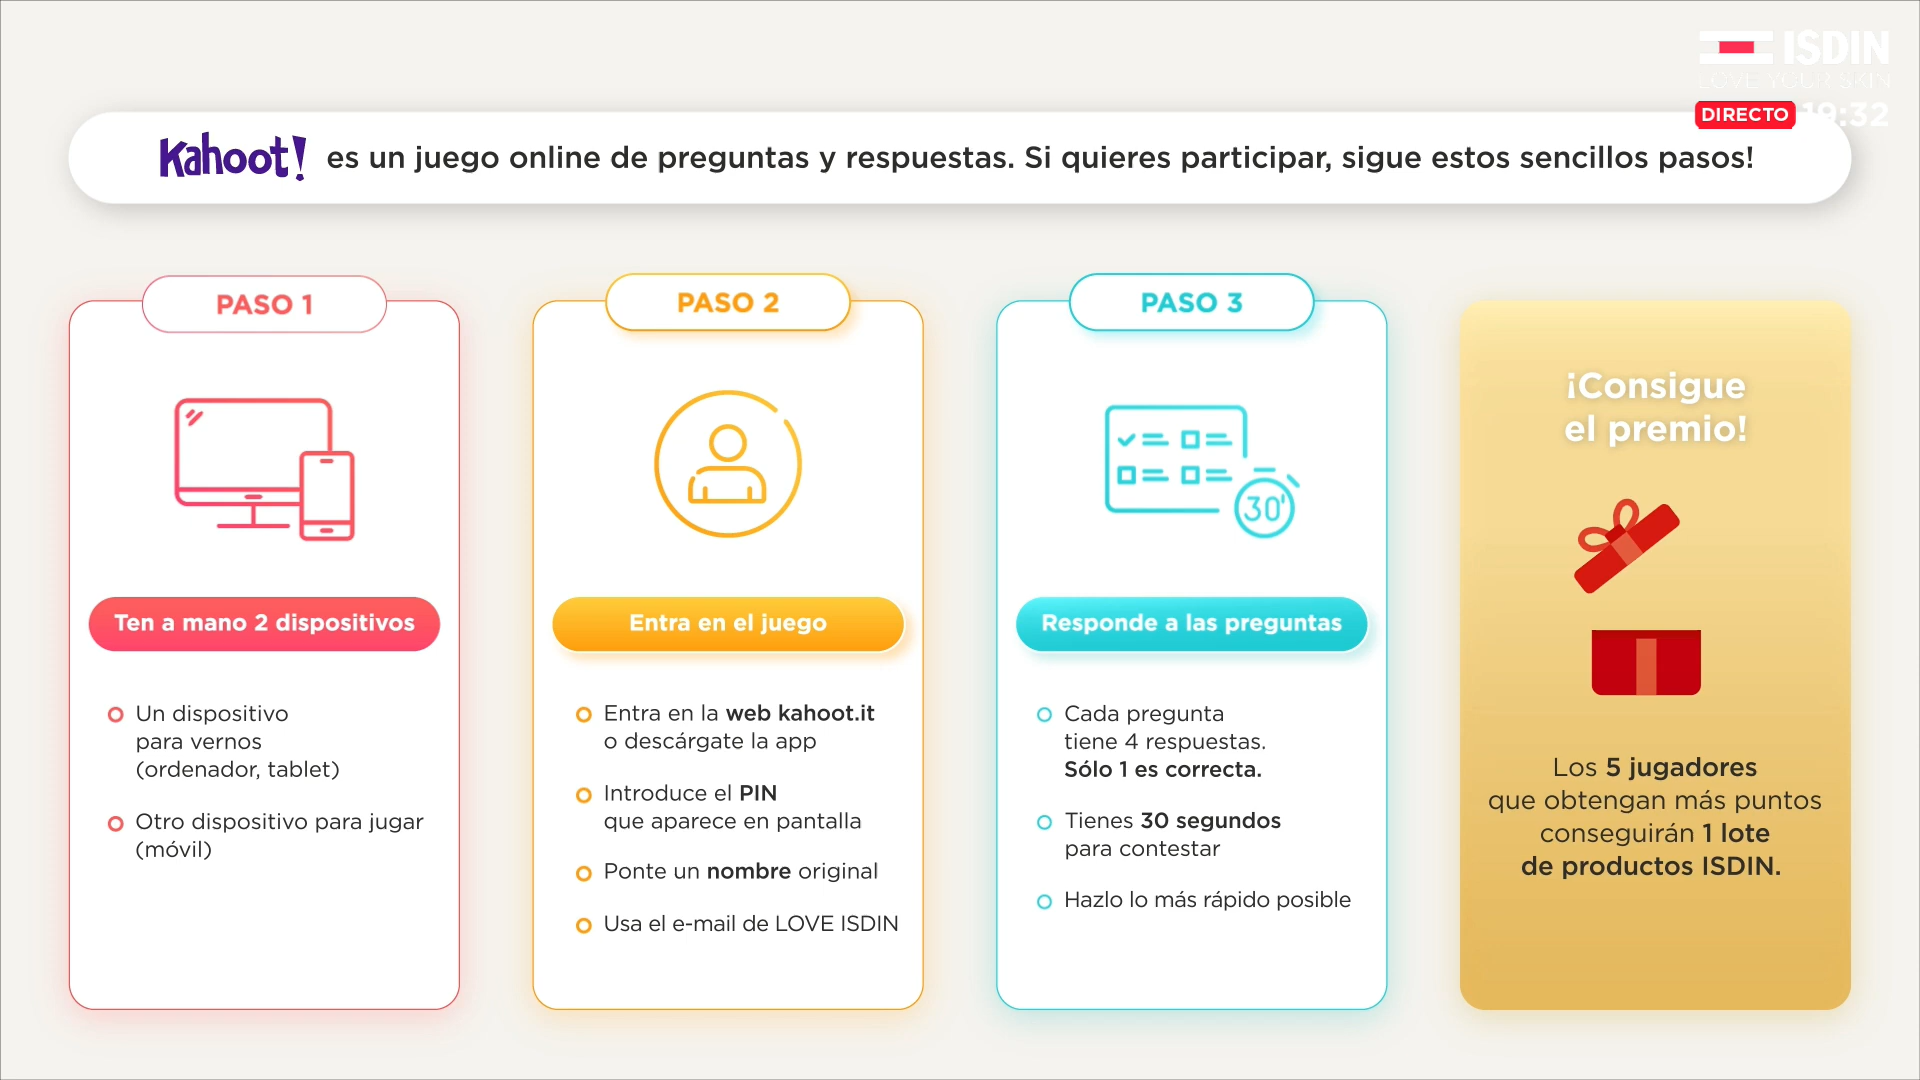 ISDIN
LOVE YOUR SKIN
DIRECTO 19:32
Kahoot! es un juego online de preguntas y respuestas. Si quieres participar, sigue estos sencillos pasos!
PASO 1
Ten a mano 2 dispositivos
Un dispositivo
para vernos
(ordenador, tablet)
Otro dispositivo para jugar
(móvil)
PASO 2
Entra en el juego
Entra en la web kahoot.it
o descárgate la app
Introduce el PIN
que aparece en pantalla
Ponte un nombre original
Usa el e-mail de LOVE ISDIN
PASO 3
30'
Responde a las preguntas
Cada pregunta
tiene 4 respuestas.
Sólo 1 es correcta.
Tienes 30 segundos
para contestar
Hazlo lo más rápido posible
¡Consigue
el premio!
Los 5 jugadores
que obtengan más puntos
conseguirán 1 lote
de productos ISDIN.